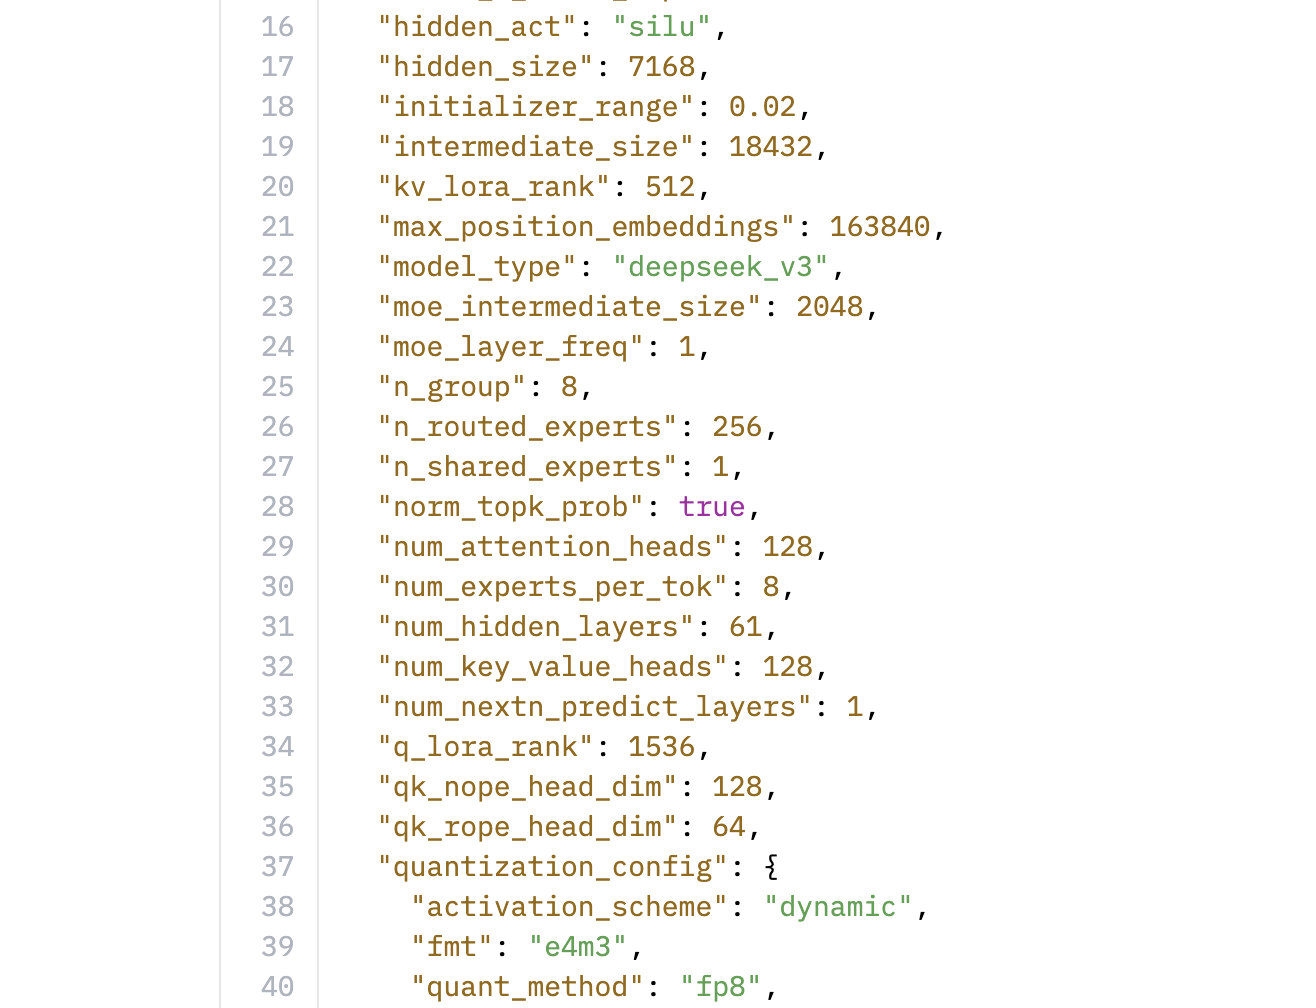 16 "hidden_act": "silu",
17 "hidden_size": 7168,
18 "initializer_range": 0.02,
19 "intermediate_size": 18432,
20 "kv_lora_rank": 512,
21 "max_position_embeddings": 163840,
22 "model_type": "deepseek_v3",
23 "moe_intermediate_size": 2048,
24 "moe_layer_freq": 1,
25 "n_group": 8,
26 "n_routed_experts": 256,
27 "n_shared_experts": 1,
28 "norm_topk_prob": true,
29 "num_attention_heads": 128,
30 "num_experts_per_tok": 8,
31 "num_hidden_layers": 61,
32 "num_key_value_heads": 128,
33 "num_nextn_predict_layers": 1,
34 "q_lora_rank": 1536,
35 "qk_nope_head_dim": 128,
36 "qk_rope_head_dim": 64,
37 "quantization_config": {
38 "activation_scheme": "dynamic",
39 "fmt": "e4m3",
40 "quant_method": "fp8",